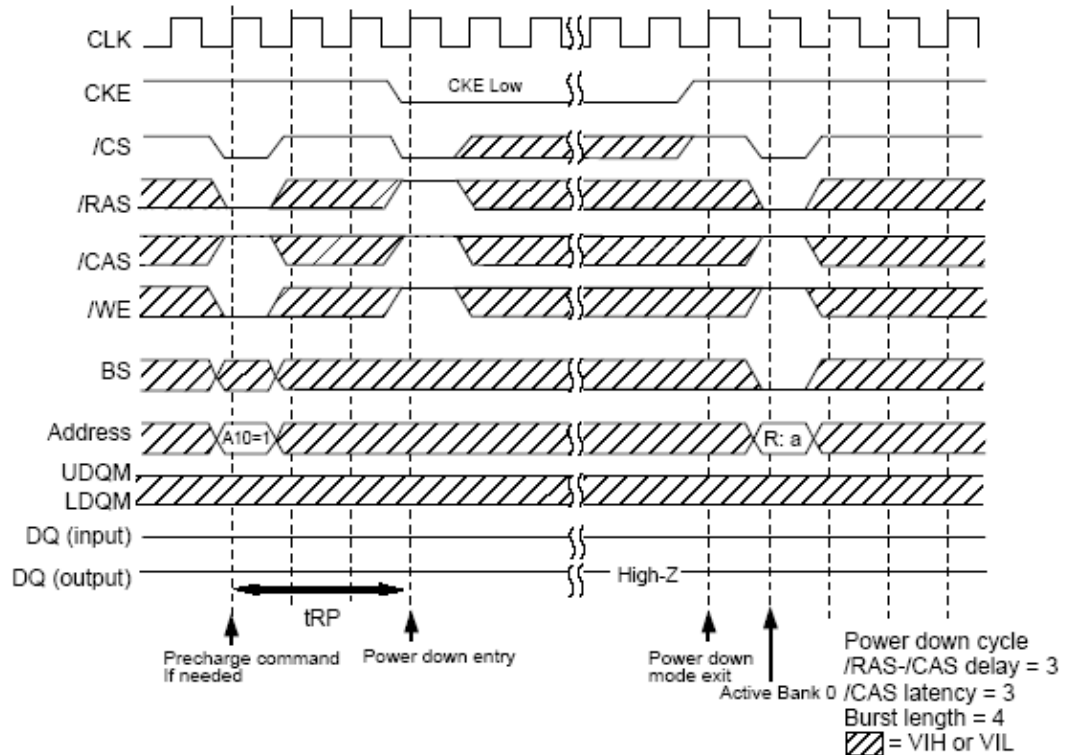 CLK
CKE
CKE Low
/CS
/RAS
/CAS
/WE
BS
Address
A10=1
R: a
UDQM
LDQM
DQ (input)
DQ (output)
High-Z
tRP
Precharge command
If needed
Power down entry
Power down
mode exit
Active Bank 0
Power down cycle
/RAS-/CAS delay = 3
/CAS latency = 3
Burst length = 4
= VIH or VIL